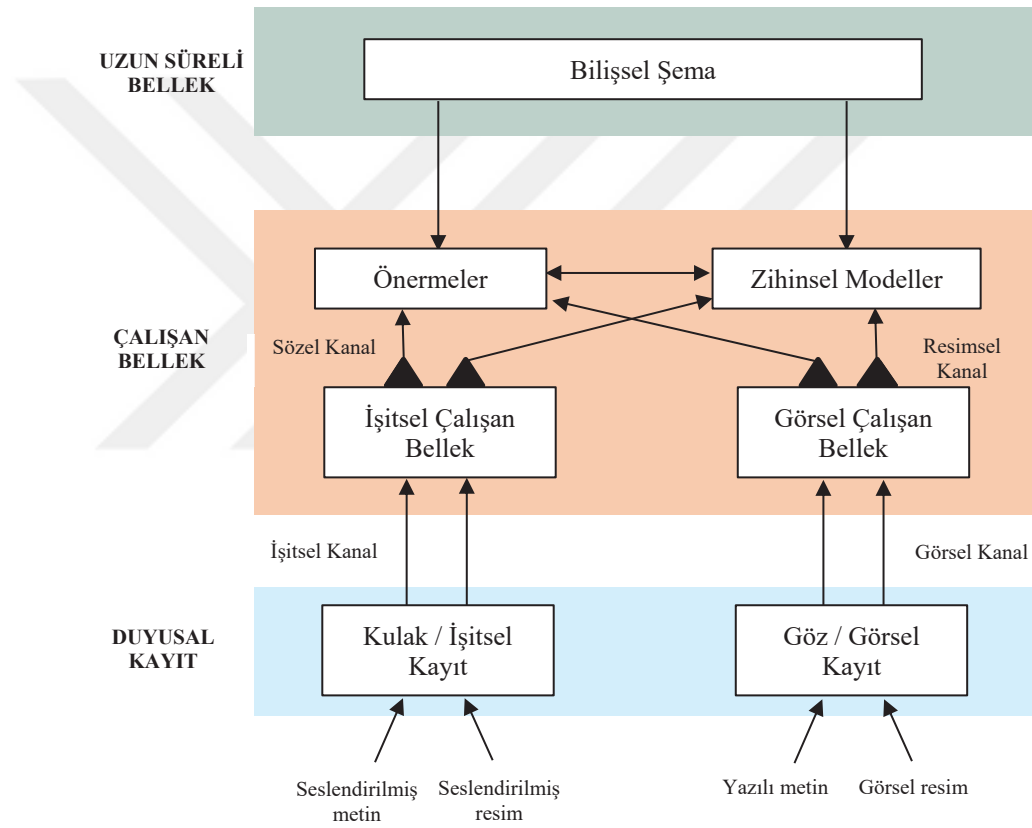 UZUN SÜRELİ
BELLEK
Bilişsel Şema
Önermeler
Zihinsel Modeller
ÇALIŞAN
BELLEK
Sözel Kanal
Resimsel
Kanal
İşitsel Çalışan
Bellek
Görsel Çalışan
Bellek
İşitsel Kanal
Görsel Kanal
DUYUSAL
KAYIT
Kulak / İşitsel
Kayıt
Göz / Görsel
Kayıt
Seslendirilmiş
metin
Seslendirilmiş
resim
Yazılı metin
Görsel resim